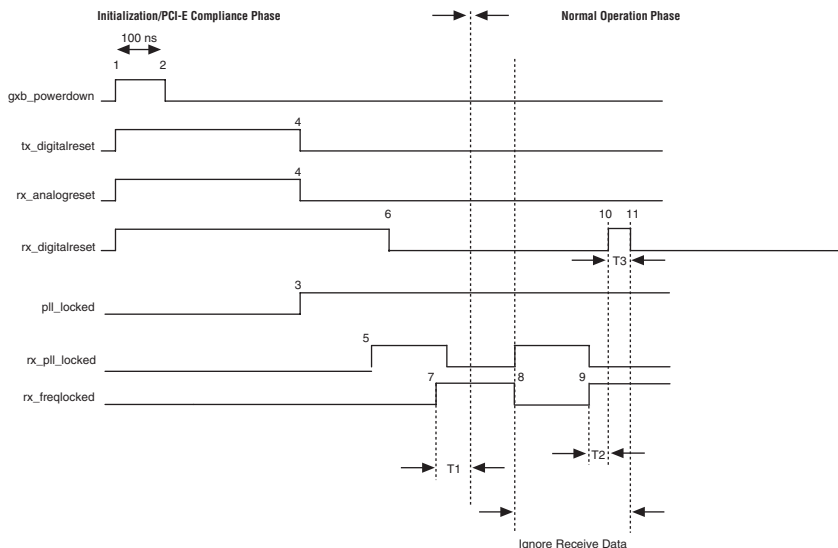 Initialization/PCI-E Compliance Phase
Normal Operation Phase
100 ns
1 2
gxb_powerdown
4
tx_digitalreset
4
rx_analogreset
6 10 11
rx_digitalreset
T3
3
pll_locked
5
rx_pll_locked
7 8 9
rx_freqlocked
T1 T2
Ignore Receive Data